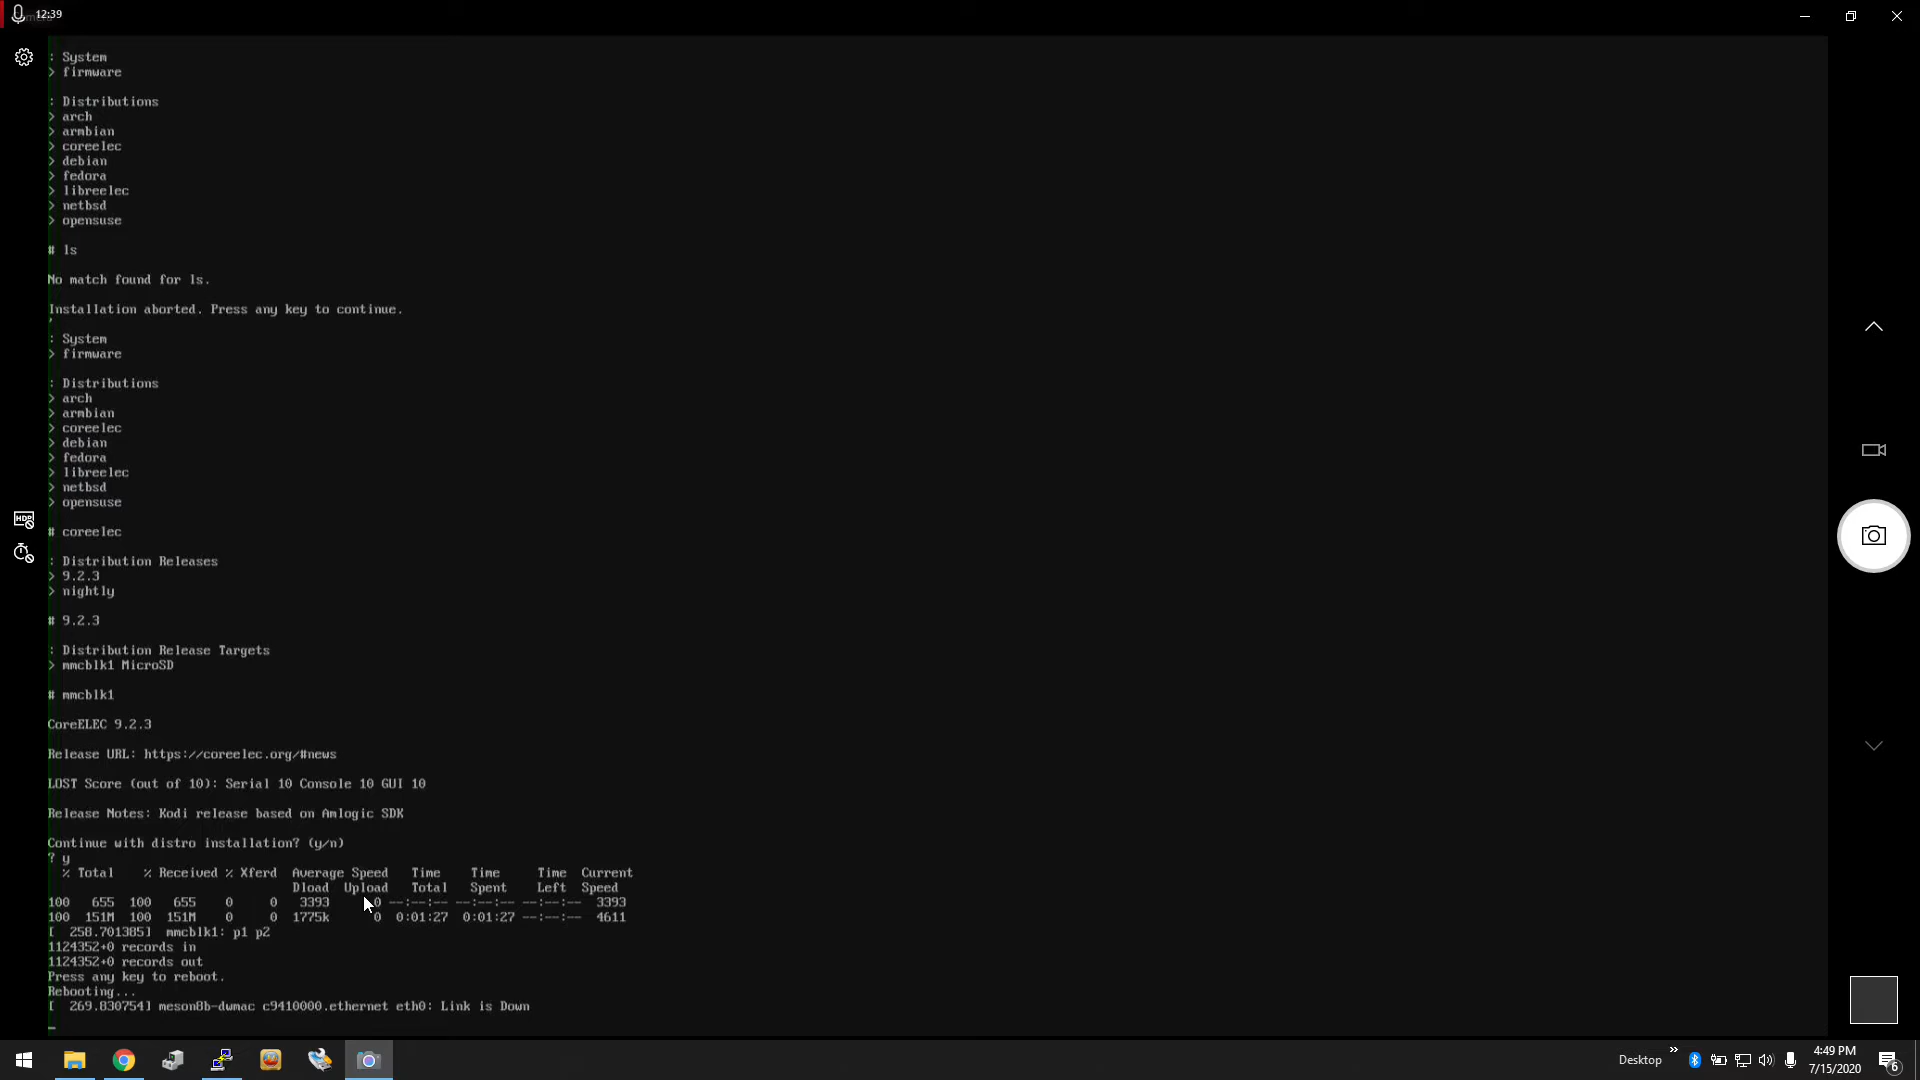 12:39
: System
> firmware
: Distributions
> arch
> armbian
> coreelec
> debian
> fedora
> libreelec
> netbsd
> opensuse
# ls
No match found for ls.
Installation aborted. Press any key to continue.
: System
> firmware
: Distributions
> arch
> armbian
> coreelec
> debian
> fedora
> libreelec
> netbsd
> opensuse
# coreelec
: Distribution Releases
> 9.2.3
> nightly
# 9.2.3
: Distribution Release Targets
> mmcblk1 MicroSD
# mmcblk1
CoreELEC 9.2.3
Release URL: https://coreelec.org/#news
LOST Score (out of 10): Serial 10 Console 10 GUI 10
Release Notes: Kodi release based on Amlogic SDK
Continue with distro installation? (y/n)
? y
% Total % Received % Xferd Average Speed Time Time Time Current
Dload Upload Total Spent Left Speed
100 655 100 655 0 0 3393 0 --:--:-- --:--:-- --:--:-- 3393
100 151M 100 151M 0 0 1775k 0 0:01:27 0:01:27 --:--:-- 4611
[ 258.701385] mmcblk1: p1 p2
1124352+0 records in
1124352+0 records out
Press any key to reboot.
Rebooting...
[ 269.830754] meson8b-dwmac c9410000.ethernet eth0: Link is Down
Desktop
4:49 PM
7/15/2020
6